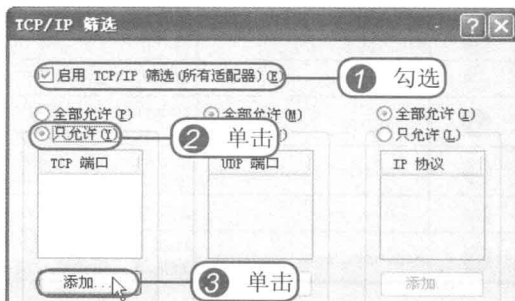 TCP/IP 筛选
启用 TCP/IP 筛选(所有适配器)(E)
1 勾选
全部允许(P) 全部允许(M) 全部允许(I)
只允许(Y) 2 单击 只允许(L)
TCP 端口 UDP 端口 IP 协议
添加... 3 单击 添加